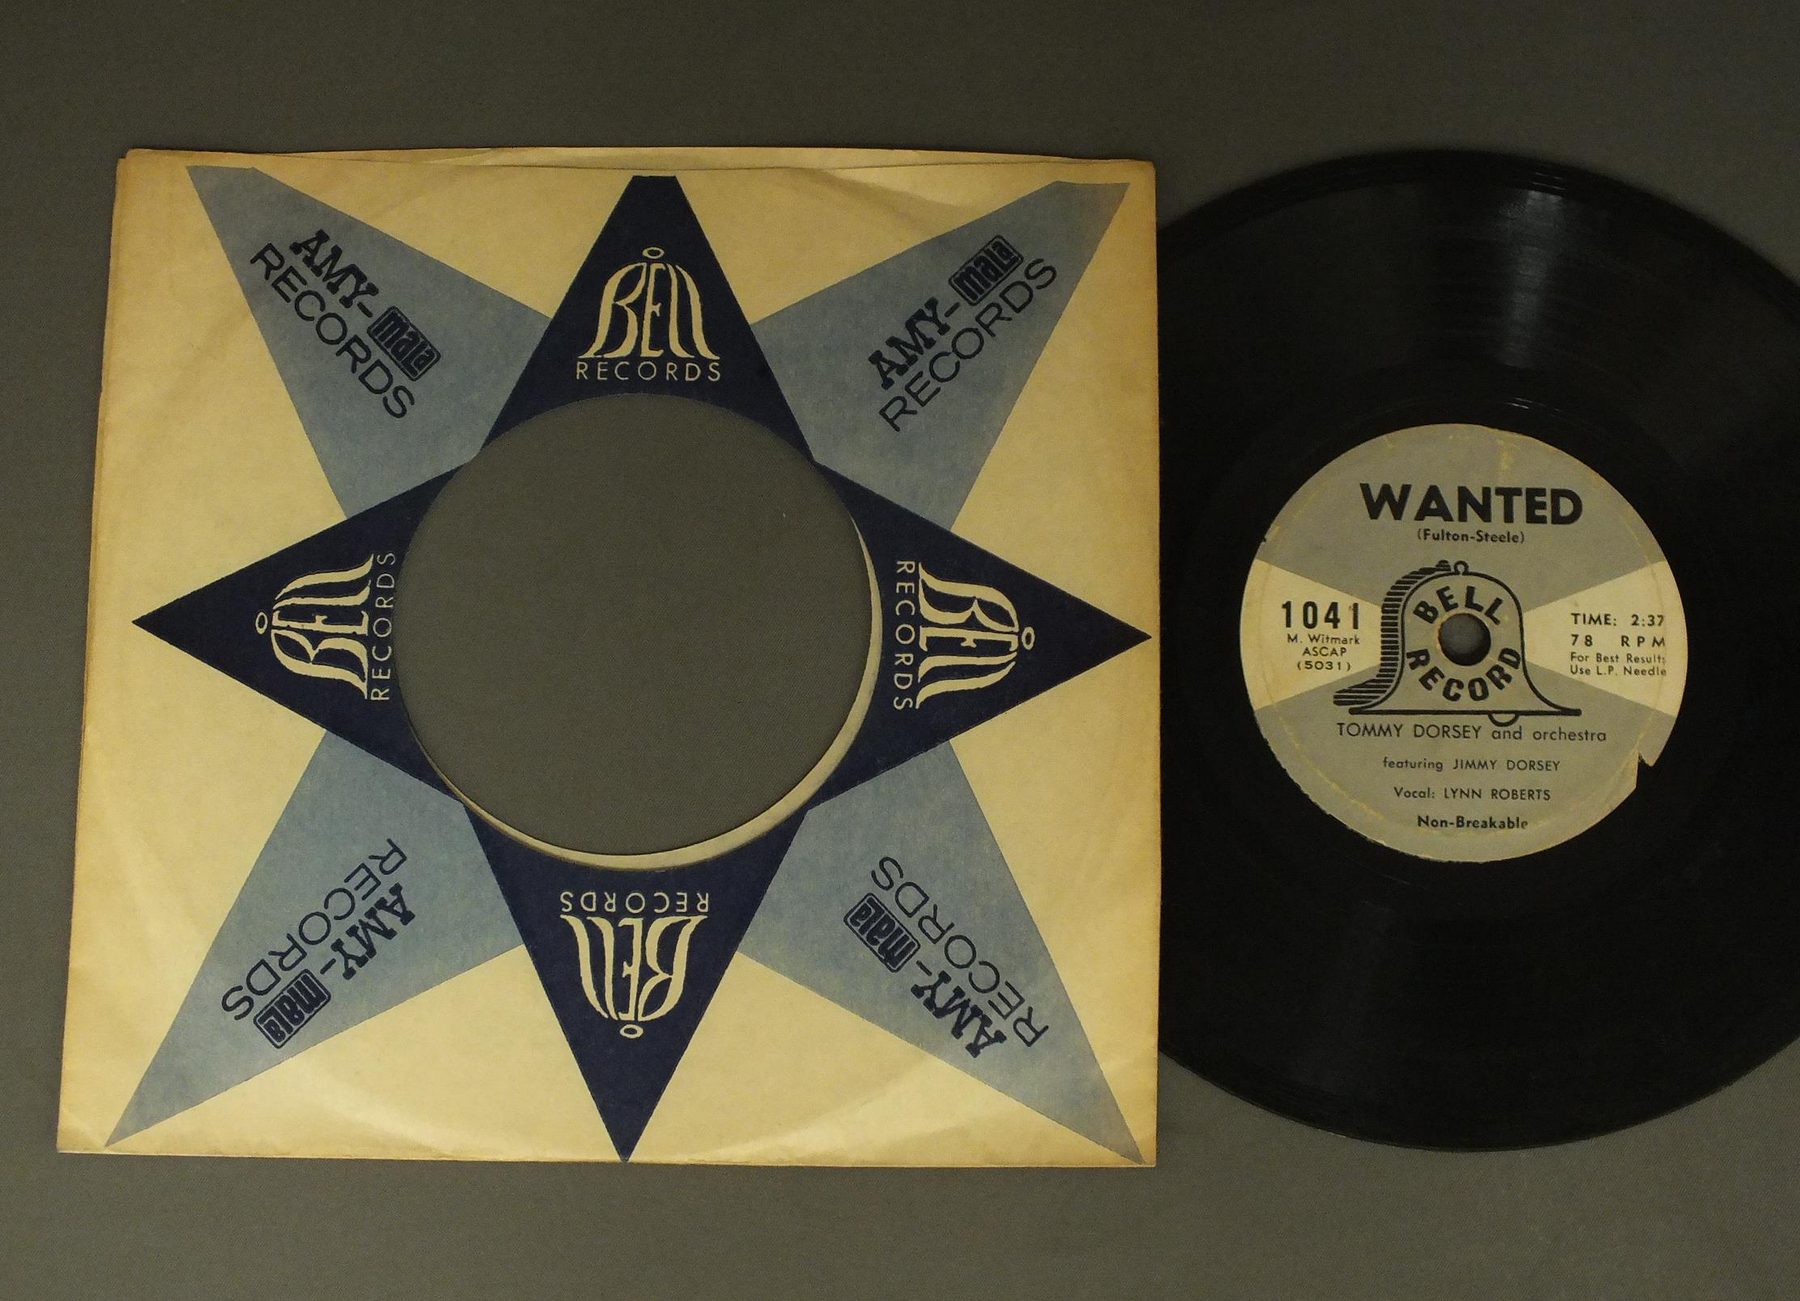 AMY-mala
RECORDS
BELL
RECORDS
AMY-mala
RECORDS
BELL
RECORDS
BELL
RECORDS
AMY-mala
RECORDS
BELL
RECORDS
AMY-mala
RECORDS
WANTED
(Fulton-Steele)
BELL
RECORD
1041
M. Witmark
ASCAP
(5031)
TIME: 2:37
78 RPM
For Best Results
Use L.P. Needle
TOMMY DORSEY and orchestra
featuring JIMMY DORSEY
Vocal: LYNN ROBERTS
Non-Breakable